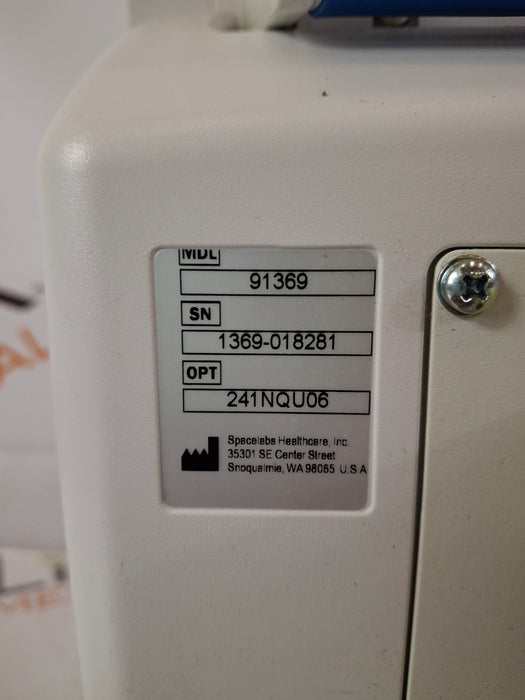 MDL
91369
SN
1369-018281
OPT
241NQU06
Spacelabs Healthcare, Inc.
35301 SE Center Street
Snoqualmie, WA 98065 U.S.A